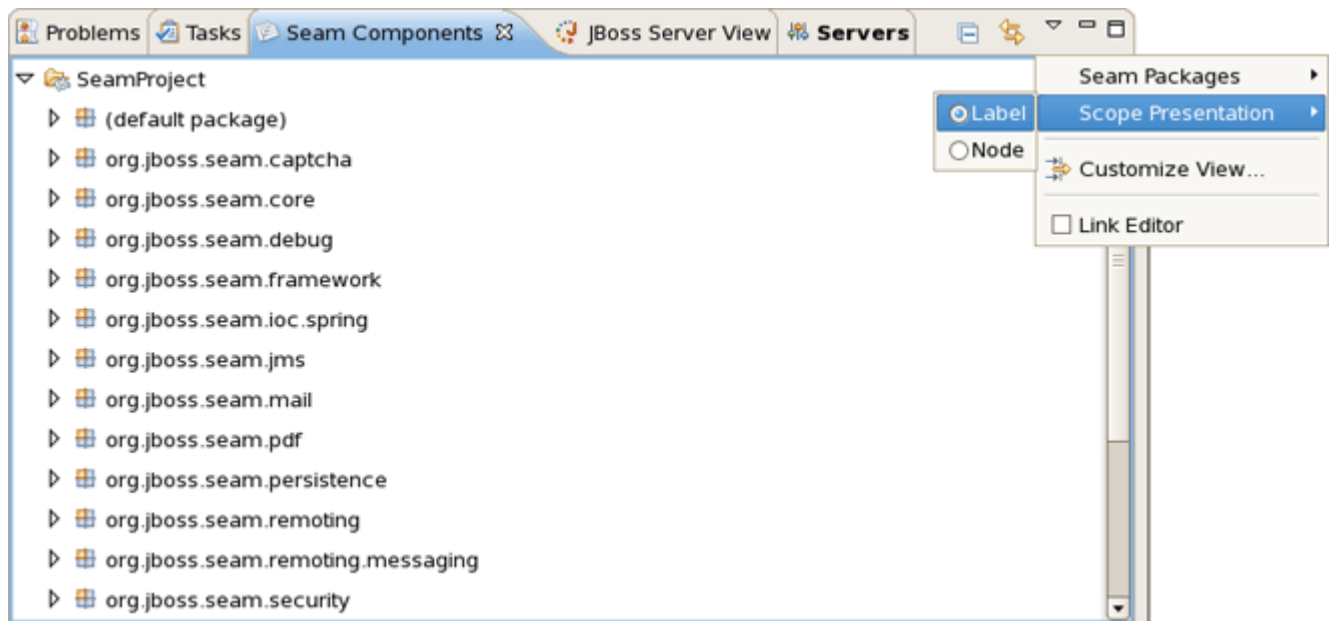 Problems Tasks Seam Components JBoss Server View Servers
SeamProject
Seam Packages
(default package)
Label
Scope Presentation
org.jboss.seam.captcha
Node
Customize View...
org.jboss.seam.core
Link Editor
org.jboss.seam.debug
org.jboss.seam.framework
org.jboss.seam.ioc.spring
org.jboss.seam.jms
org.jboss.seam.mail
org.jboss.seam.pdf
org.jboss.seam.persistence
org.jboss.seam.remoting
org.jboss.seam.remoting.messaging
org.jboss.seam.security